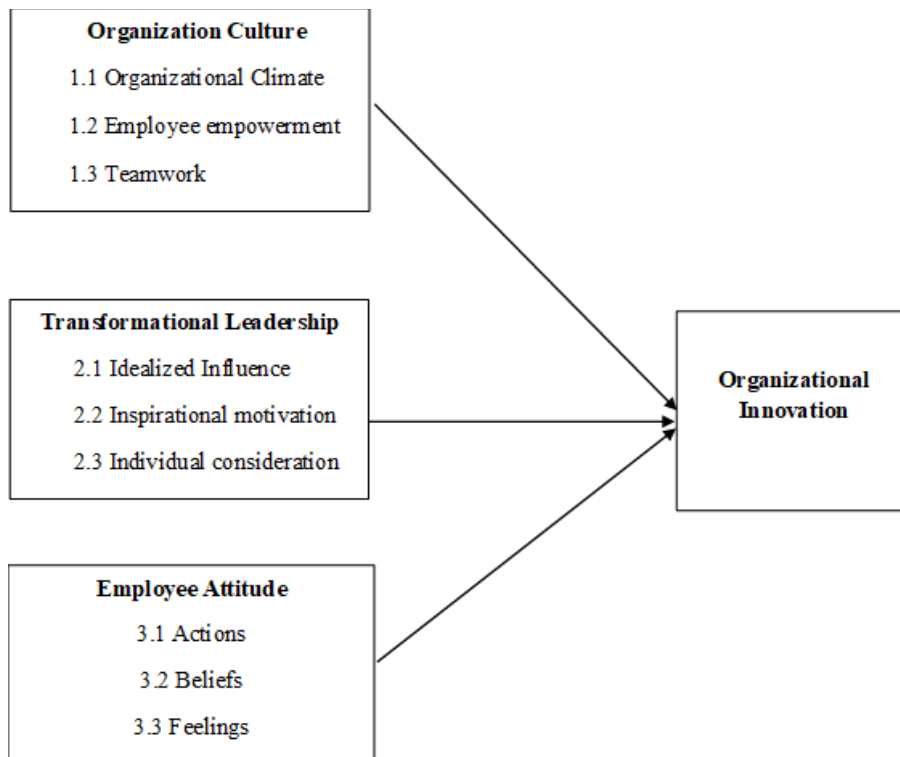 Organization Culture
1.1 Organizational Climate
1.2 Employee empowerment
1.3 Teamwork
Transformational Leadership
2.1 Idealized Influence
2.2 Inspirational motivation
2.3 Individual consideration
Organizational
Innovation
Employee Attitude
3.1 Actions
3.2 Beliefs
3.3 Feelings